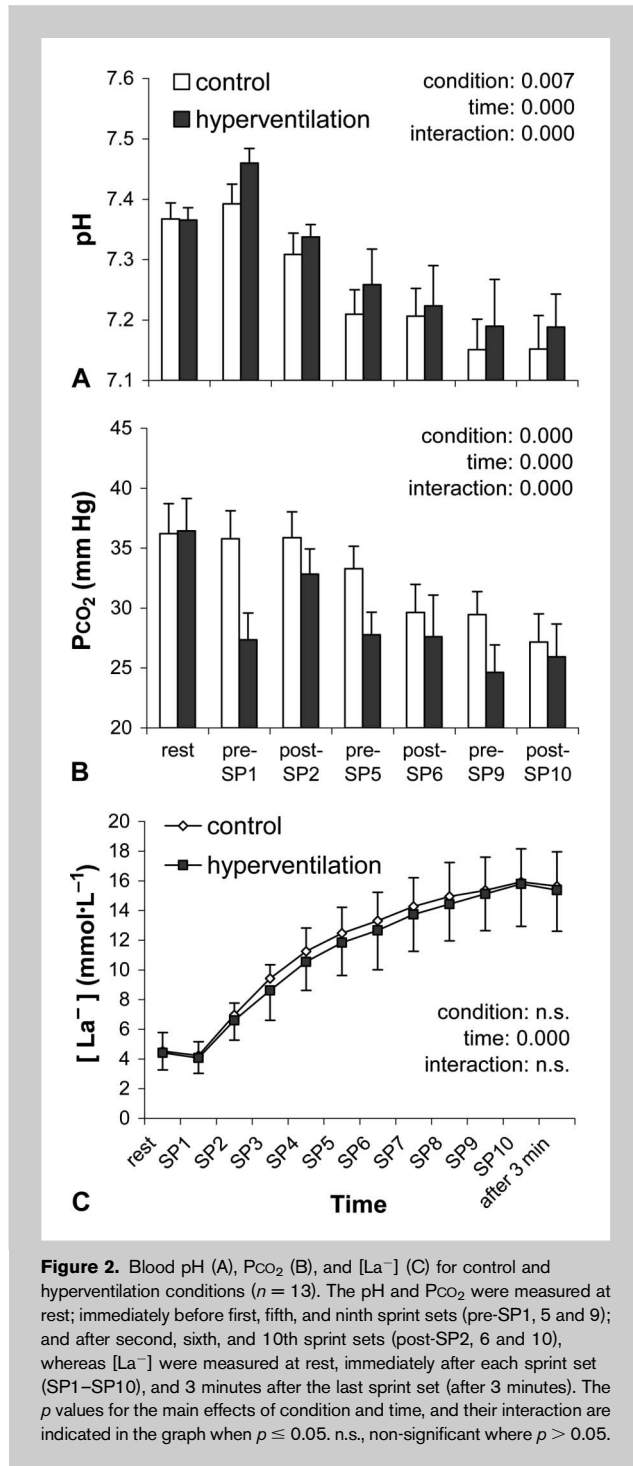 7.6
7.5
7.4
7.3
7.2
7.1
pH
control
hyperventilation
condition: 0.007
time: 0.000
interaction: 0.000
A
45
40
35
30
25
20
Pco₂ (mm Hg)
condition: 0.000
time: 0.000
interaction: 0.000
rest pre-SP1 post-SP2 pre-SP5 post-SP6 pre-SP9 post-SP10
B
20
18
16
14
12
10
8
6
4
2
0
[La⁻] (mmol·L⁻¹)
control
hyperventilation
condition: n.s.
time: 0.000
interaction: n.s.
rest SP1 SP2 SP3 SP4 SP5 SP6 SP7 SP8 SP9 SP10 after 3 min
C
Time
Figure 2. Blood pH (A), Pco₂ (B), and [La⁻] (C) for control and
hyperventilation conditions (n = 13). The pH and Pco₂ were measured at
rest; immediately before first, fifth, and ninth sprint sets (pre-SP1, 5 and 9);
and after second, sixth, and 10th sprint sets (post-SP2, 6 and 10),
whereas [La⁻] were measured at rest, immediately after each sprint set
(SP1–SP10), and 3 minutes after the last sprint set (after 3 minutes). The
p values for the main effects of condition and time, and their interaction are
indicated in the graph when p ≤ 0.05. n.s., non-significant where p > 0.05.